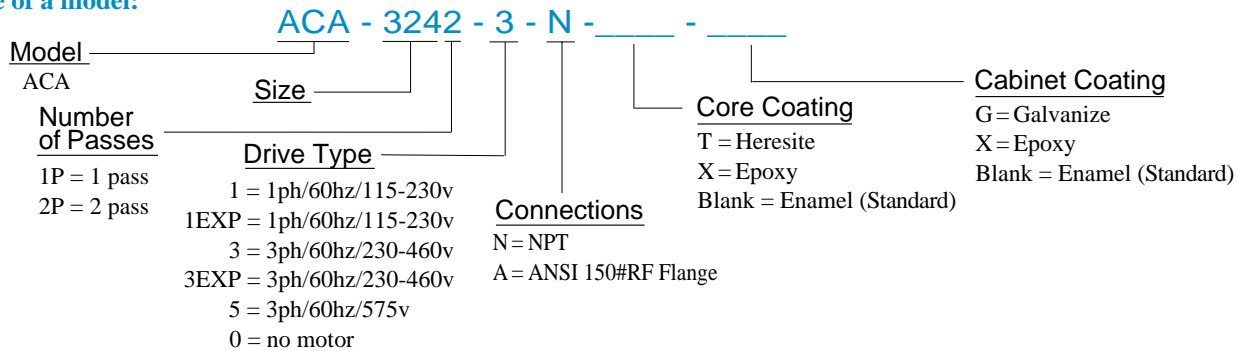 e of a model:
ACA - 3242 - 3 - N - ____ - ____
Model
ACA
Number
of Passes
1P = 1 pass
2P = 2 pass
Size
Drive Type
1 = 1ph/60hz/115-230v
1EXP = 1ph/60hz/115-230v
3 = 3ph/60hz/230-460v
3EXP = 3ph/60hz/230-460v
5 = 3ph/60hz/575v
0 = no motor
Connections
N = NPT
A = ANSI 150#RF Flange
Core Coating
T = Heresite
X = Epoxy
Blank = Enamel (Standard)
Cabinet Coating
G = Galvanize
X = Epoxy
Blank = Enamel (Standard)